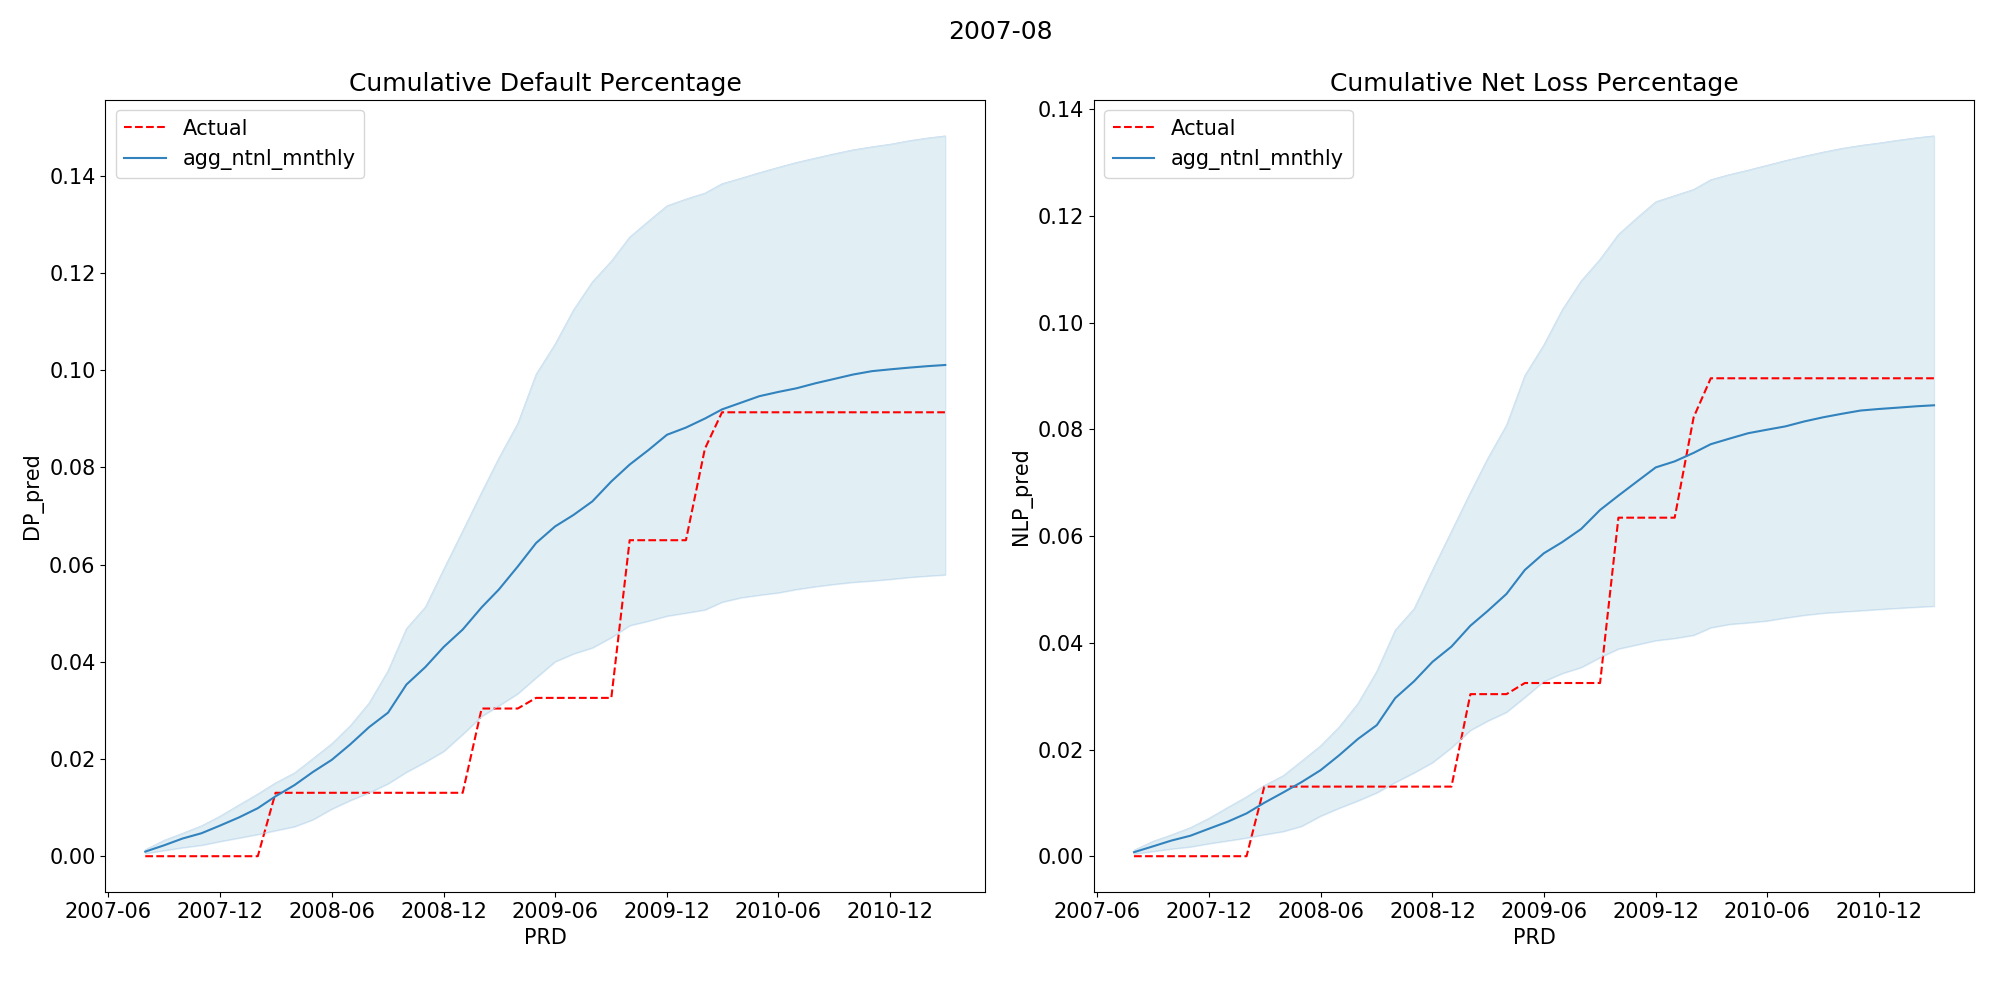 2007-08
Cumulative Default Percentage
Actual
agg_ntnl_mnthly
DP_pred
0.14
0.12
0.10
0.08
0.06
0.04
0.02
0.00
2007-06 2007-12 2008-06 2008-12 2009-06 2009-12 2010-06 2010-12
PRD
Cumulative Net Loss Percentage
Actual
agg_ntnl_mnthly
NLP_pred
0.14
0.12
0.10
0.08
0.06
0.04
0.02
0.00
2007-06 2007-12 2008-06 2008-12 2009-06 2009-12 2010-06 2010-12
PRD